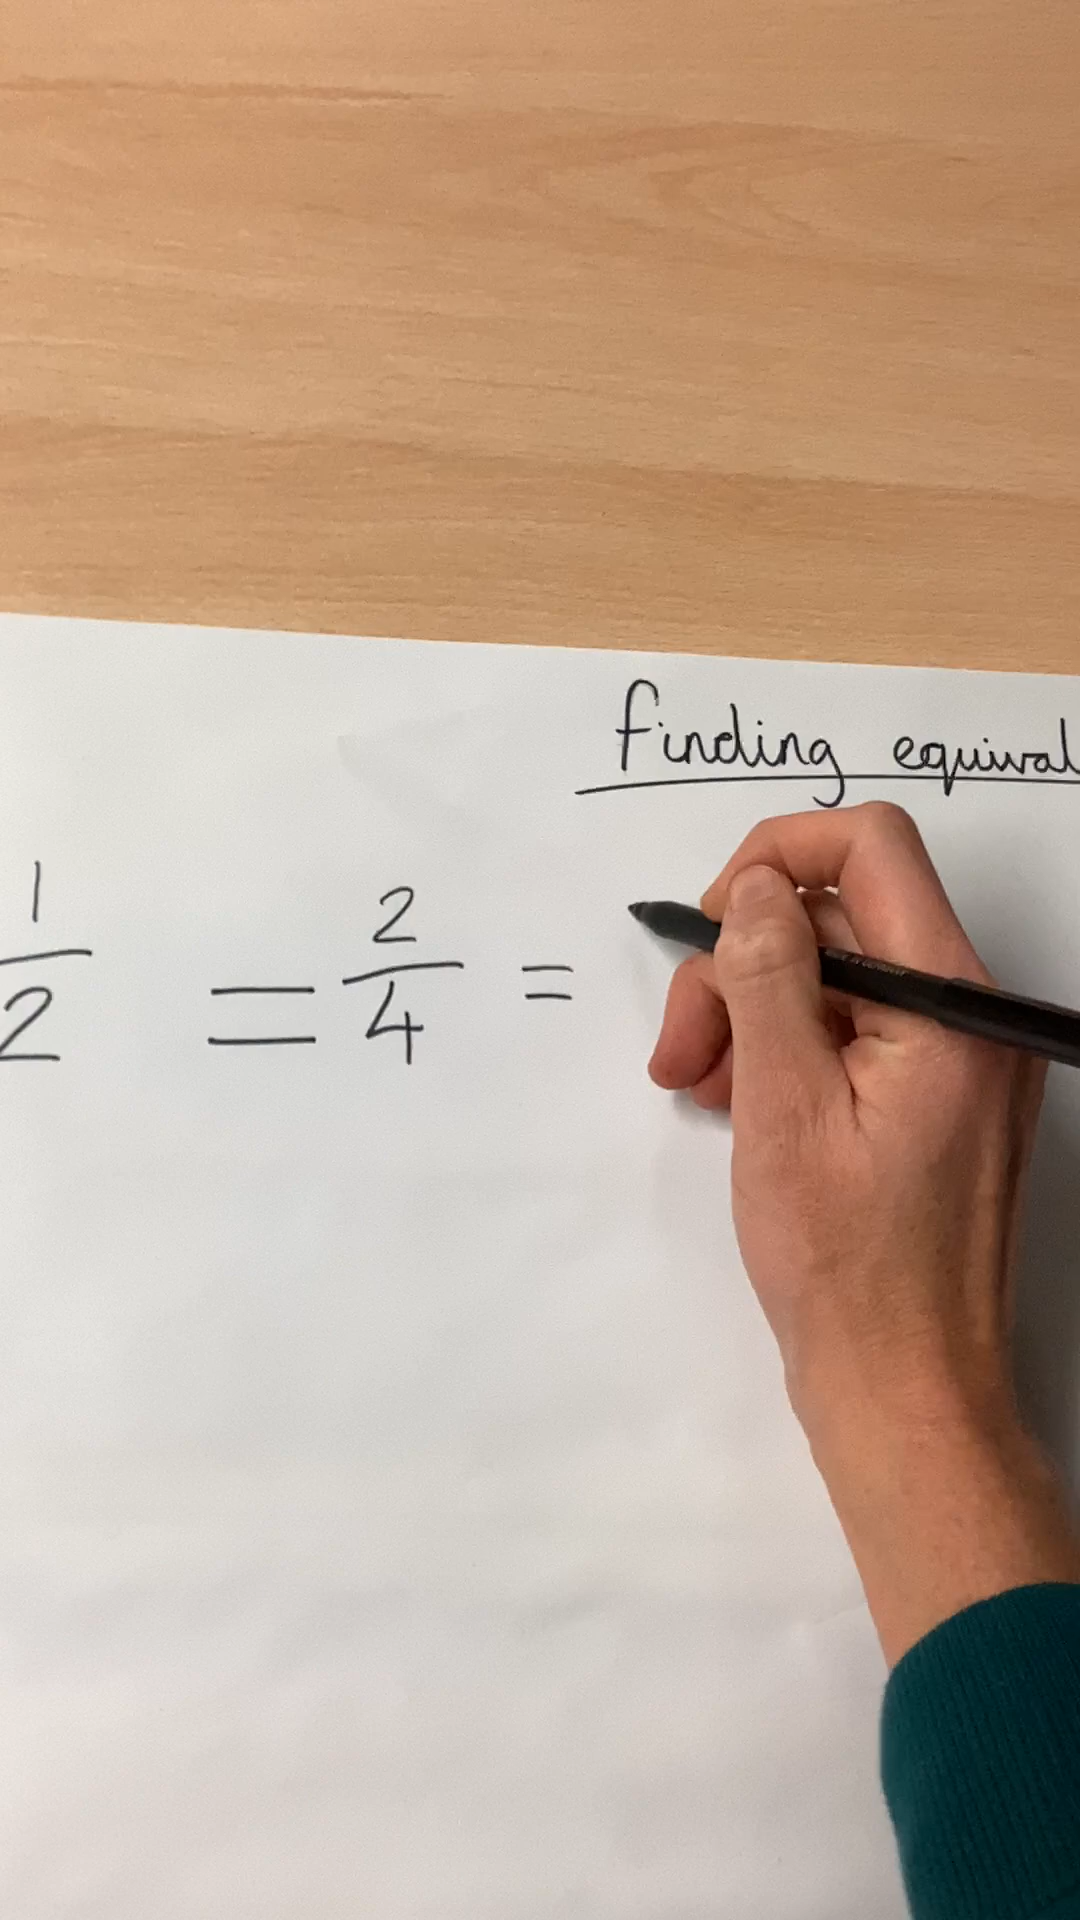 finding equival
1/2 = 2/4 =